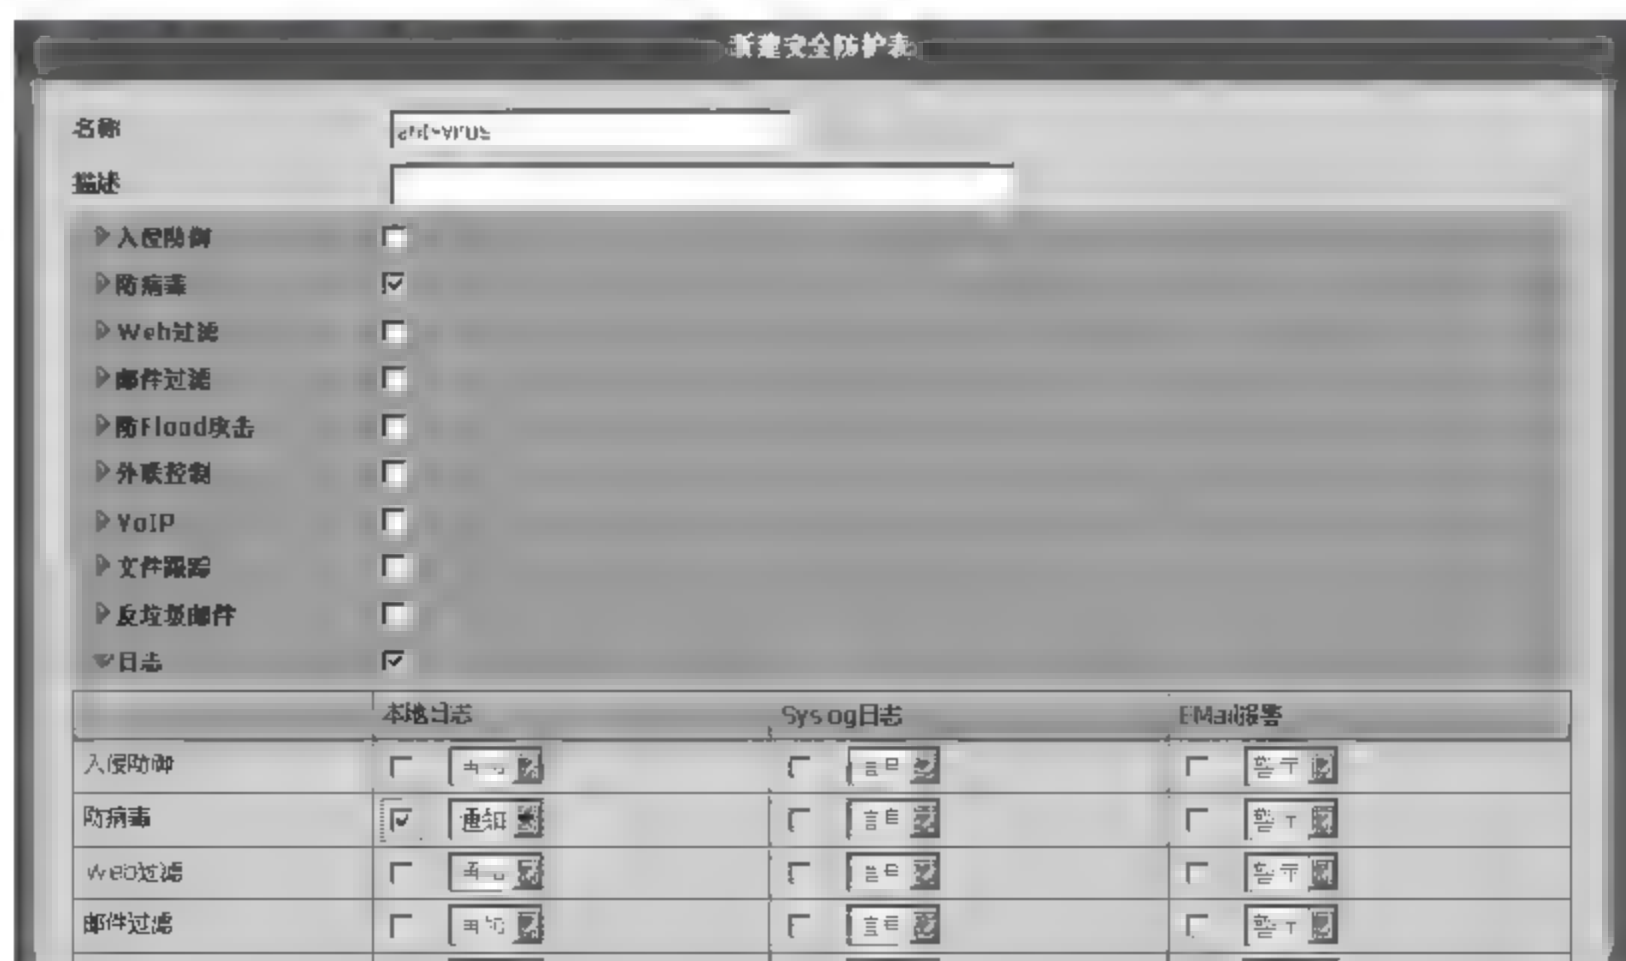 新建安全防护表
名称 anti-virus
描述
入侵防御
防病毒
Web过滤
邮件过滤
防Flood攻击
外联控制
VoIP
文件跟踪
反垃圾邮件
日志
本地日志 Syslog日志 EMail报警
入侵防御
防病毒 通知
Web过滤
邮件过滤